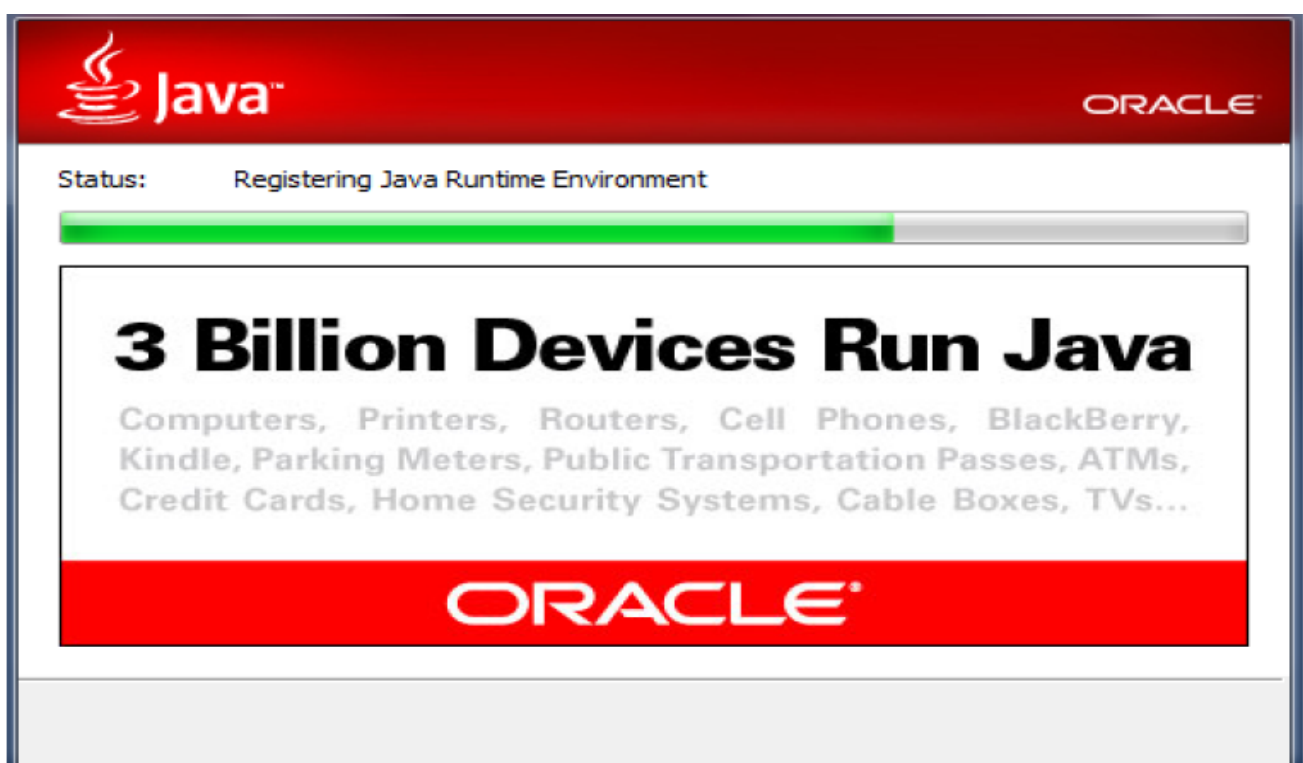 Java™
ORACLE®
Status: Registering Java Runtime Environment
3 Billion Devices Run Java
Computers, Printers, Routers, Cell Phones, BlackBerry,
Kindle, Parking Meters, Public Transportation Passes, ATMs,
Credit Cards, Home Security Systems, Cable Boxes, TVs...
ORACLE®